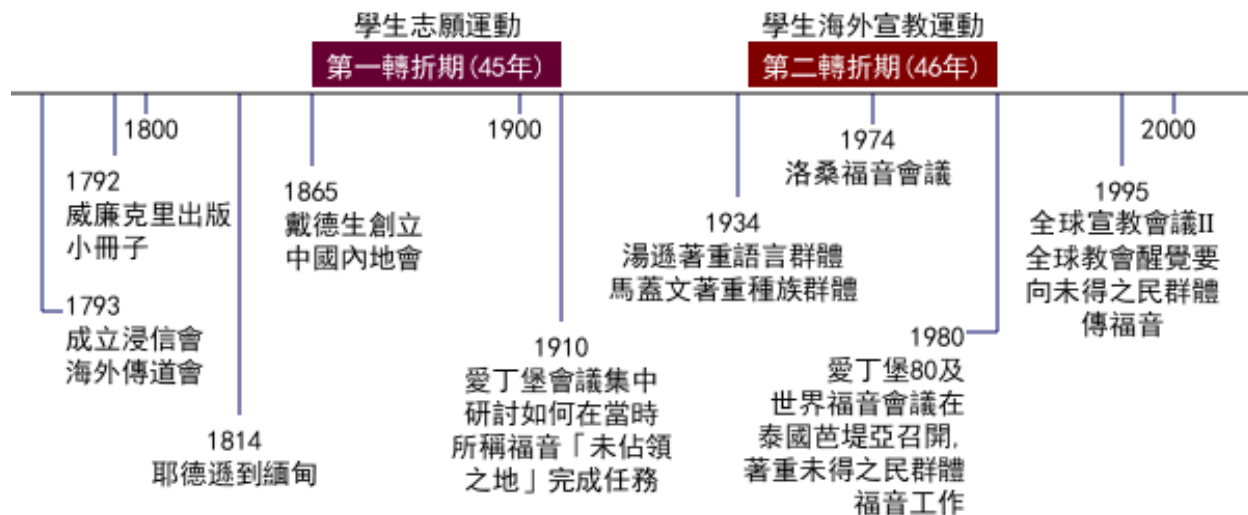 學生志願運動
第一轉折期(45年)
學生海外宣教運動
第二轉折期(46年)
1800
1900
2000
1792
威廉克里出版
小冊子
1793
成立浸信會
海外傳道會
1814
耶德遜到緬甸
1865
戴德生創立
中國內地會
1910
愛丁堡會議集中
研討如何在當時
所稱福音「未佔領
之地」完成任務
1934
湯遜著重語言群體
馬蓋文著重種族群體
1974
洛桑福音會議
1980
愛丁堡80及
世界福音會議在
泰國芭堤亞召開,
著重未得之民群體
福音工作
1995
全球宣教會議II
全球教會醒覺要
向未得之民群體
傳福音